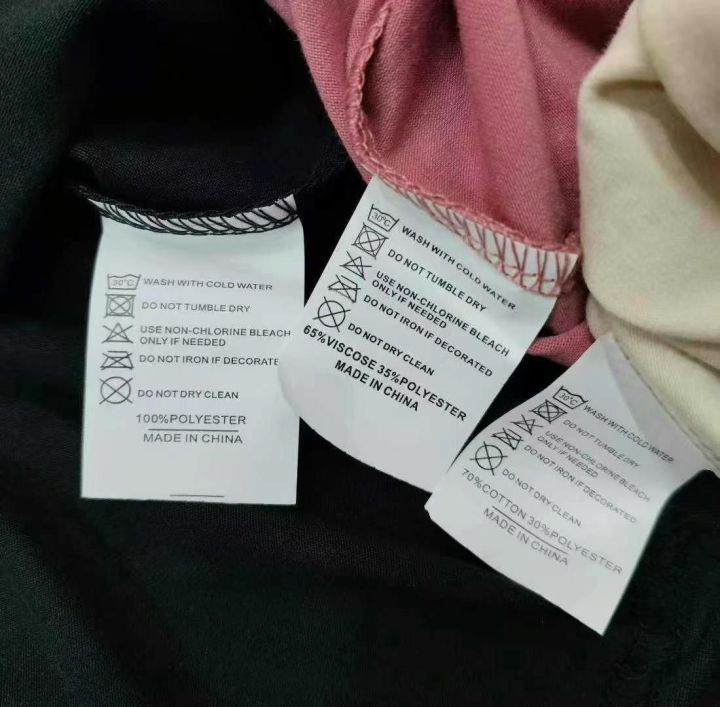 30°C WASH WITH COLD WATER
DO NOT TUMBLE DRY
USE NON-CHLORINE BLEACH
ONLY IF NEEDED
DO NOT IRON IF DECORATE
DO NOT DRY CLEAN
100%POLYESTER
MADE IN CHINA
30°C WASH WITH COLD WATER
DO NOT TUMBLE DRY
USE NON-CHLORINE BLEACH
ONLY IF NEEDED
DO NOT IRON IF DECORATED
DO NOT DRY CLEAN
65%VISCOSE 35%POLYESTER
MADE IN CHINA
30°C WASH WITH COLD WATER
DO NOT TUMBLE DRY
USE NON-CHLORINE BLEACH
ONLY IF NEEDED
DO NOT IRON IF DECORATED
DO NOT DRY CLEAN
70%COTTON 30%POLYESTER
MADE IN CHINA